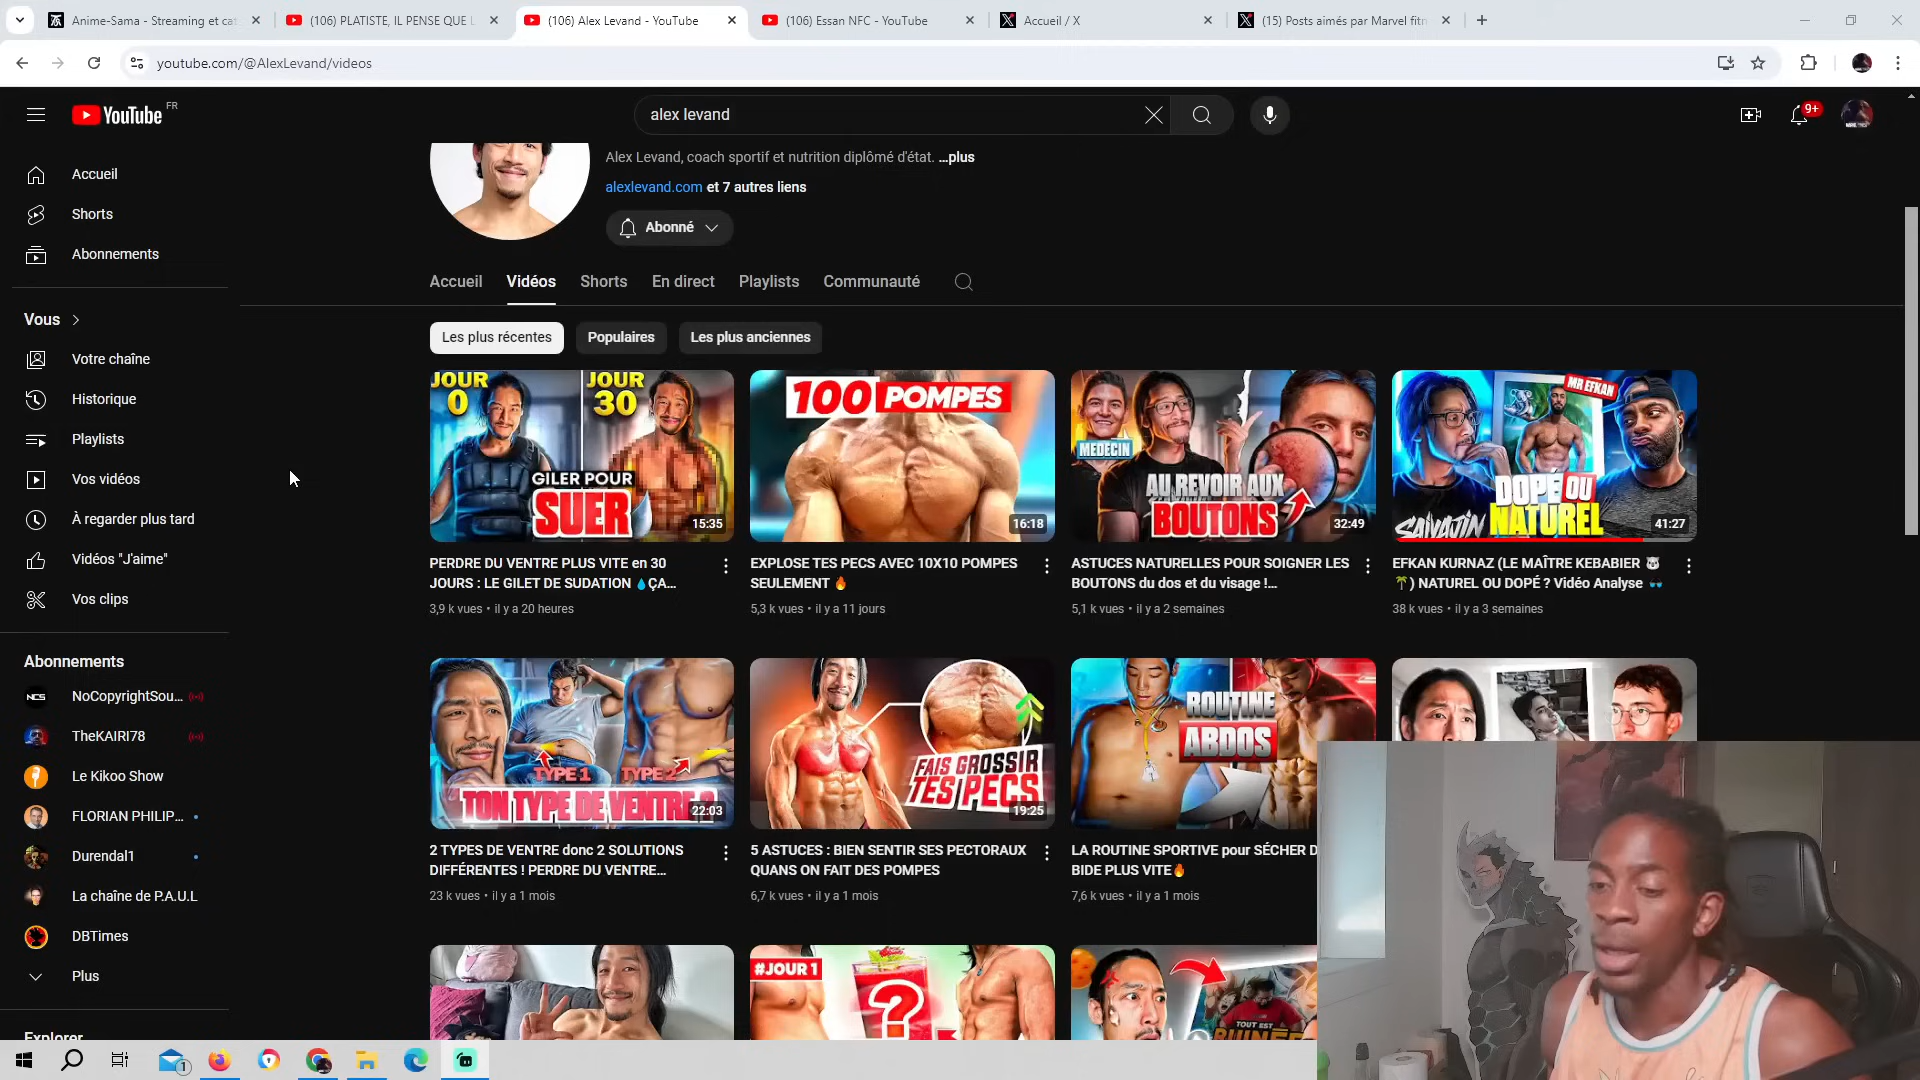 Anime-Sama - Streaming et cat
(106) PLATISTE, IL PENSE QUE L
(106) Alex Levand - YouTube
(106) Essan NFC - YouTube
Accueil / X
(15) Posts aimés par Marvel fitn
youtube.com/@AlexLevand/videos
YouTube FR
alex levand
9+
Alex Levand, coach sportif et nutrition diplômé d'état. ...plus
alexlevand.com et 7 autres liens
Abonné
Accueil
Shorts
Abonnements
Vous
Votre chaîne
Historique
Playlists
Vos vidéos
À regarder plus tard
Vidéos "J'aime"
Vos clips
Abonnements
NoCopyrightSou...
TheKAIRI78
Le Kikoo Show
FLORIAN PHILIP...
Durendal1
La chaîne de P.A.U.L
DBTimes
Plus
Explorer
Accueil Vidéos Shorts En direct Playlists Communauté
Les plus récentes Populaires Les plus anciennes
JOUR 0
JOUR 30
GILER POUR
SUER
15:35
PERDRE DU VENTRE PLUS VITE en 30
JOURS : LE GILET DE SUDATION 💧ÇA...
3,9 k vues • il y a 20 heures
100 POMPES
16:18
EXPLOSE TES PECS AVEC 10X10 POMPES
SEULEMENT 🔥
5,3 k vues • il y a 11 jours
MEDECIN
AU REVOIR AUX
BOUTONS
32:49
ASTUCES NATURELLES POUR SOIGNER LES
BOUTONS du dos et du visage !...
5,1 k vues • il y a 2 semaines
MR EFKAN
DOPÉ OU
NATUREL
SAIYAJIN
41:27
EFKAN KURNAZ (LE MAÎTRE KEBABIER 🐻‍❄️
🌴) NATUREL OU DOPÉ ? Vidéo Analyse 🕶️
38 k vues • il y a 3 semaines
TYPE 1
TYPE 2
TON TYPE DE VENTRE ?
22:03
2 TYPES DE VENTRE donc 2 SOLUTIONS
DIFFÉRENTES ! PERDRE DU VENTRE...
23 k vues • il y a 1 mois
FAIS GROSSIR
TES PECS
19:25
5 ASTUCES : BIEN SENTIR SES PECTORAUX
QUANS ON FAIT DES POMPES
6,7 k vues • il y a 1 mois
ROUTINE
ABDOS
LA ROUTINE SPORTIVE pour SÉCHER D
BIDE PLUS VITE🔥
7,6 k vues • il y a 1 mois
#JOUR 1
?
TOUT EST
RUINÉ
NCS
1